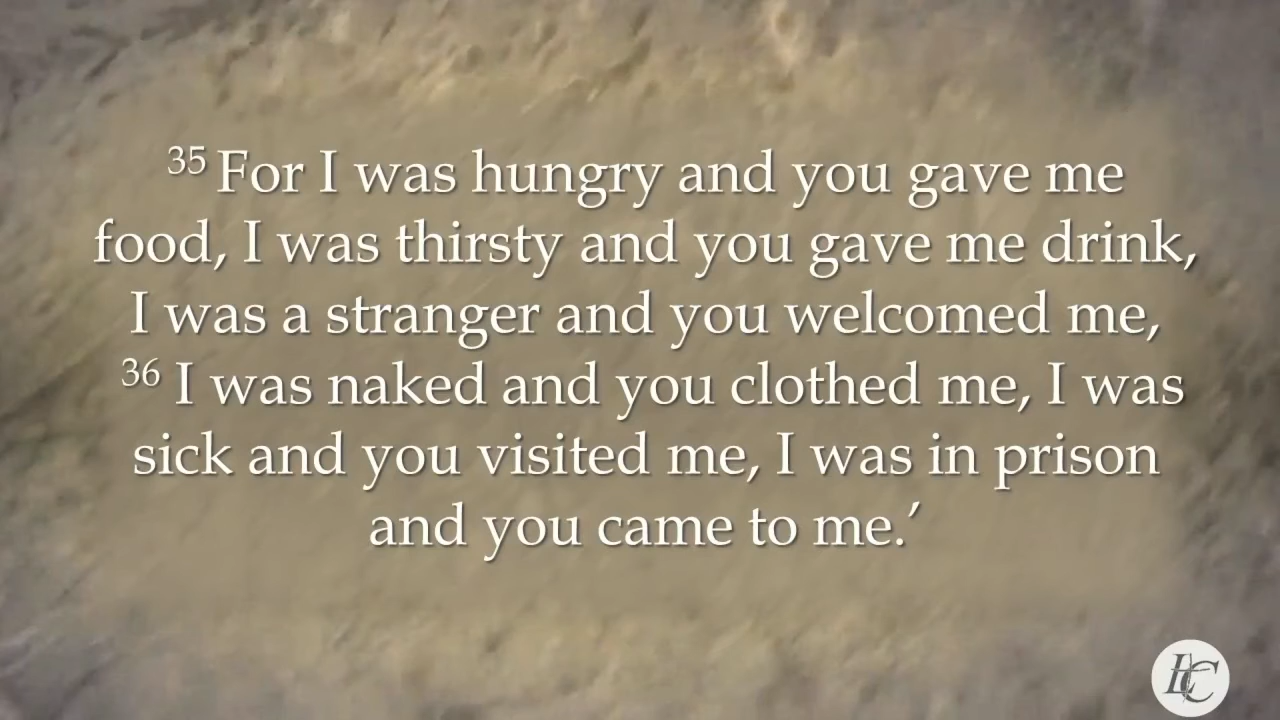 35 For I was hungry and you gave me
food, I was thirsty and you gave me drink,
I was a stranger and you welcomed me,
36 I was naked and you clothed me, I was
sick and you visited me, I was in prison
and you came to me.’
LC